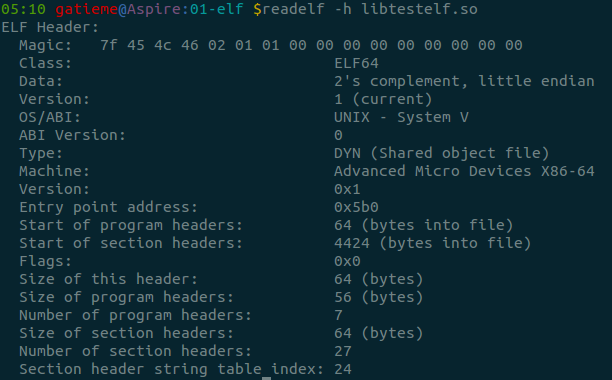 05:10 gatieme@Aspire:01-elf $readelf -h libtestelf.so
ELF Header:
  Magic:   7f 45 4c 46 02 01 01 00 00 00 00 00 00 00 00 00
  Class:                             ELF64
  Data:                              2's complement, little endian
  Version:                           1 (current)
  OS/ABI:                            UNIX - System V
  ABI Version:                       0
  Type:                              DYN (Shared object file)
  Machine:                           Advanced Micro Devices X86-64
  Version:                           0x1
  Entry point address:               0x5b0
  Start of program headers:          64 (bytes into file)
  Start of section headers:          4424 (bytes into file)
  Flags:                             0x0
  Size of this header:               64 (bytes)
  Size of program headers:           56 (bytes)
  Number of program headers:         7
  Size of section headers:           64 (bytes)
  Number of section headers:         27
  Section header string table index: 24